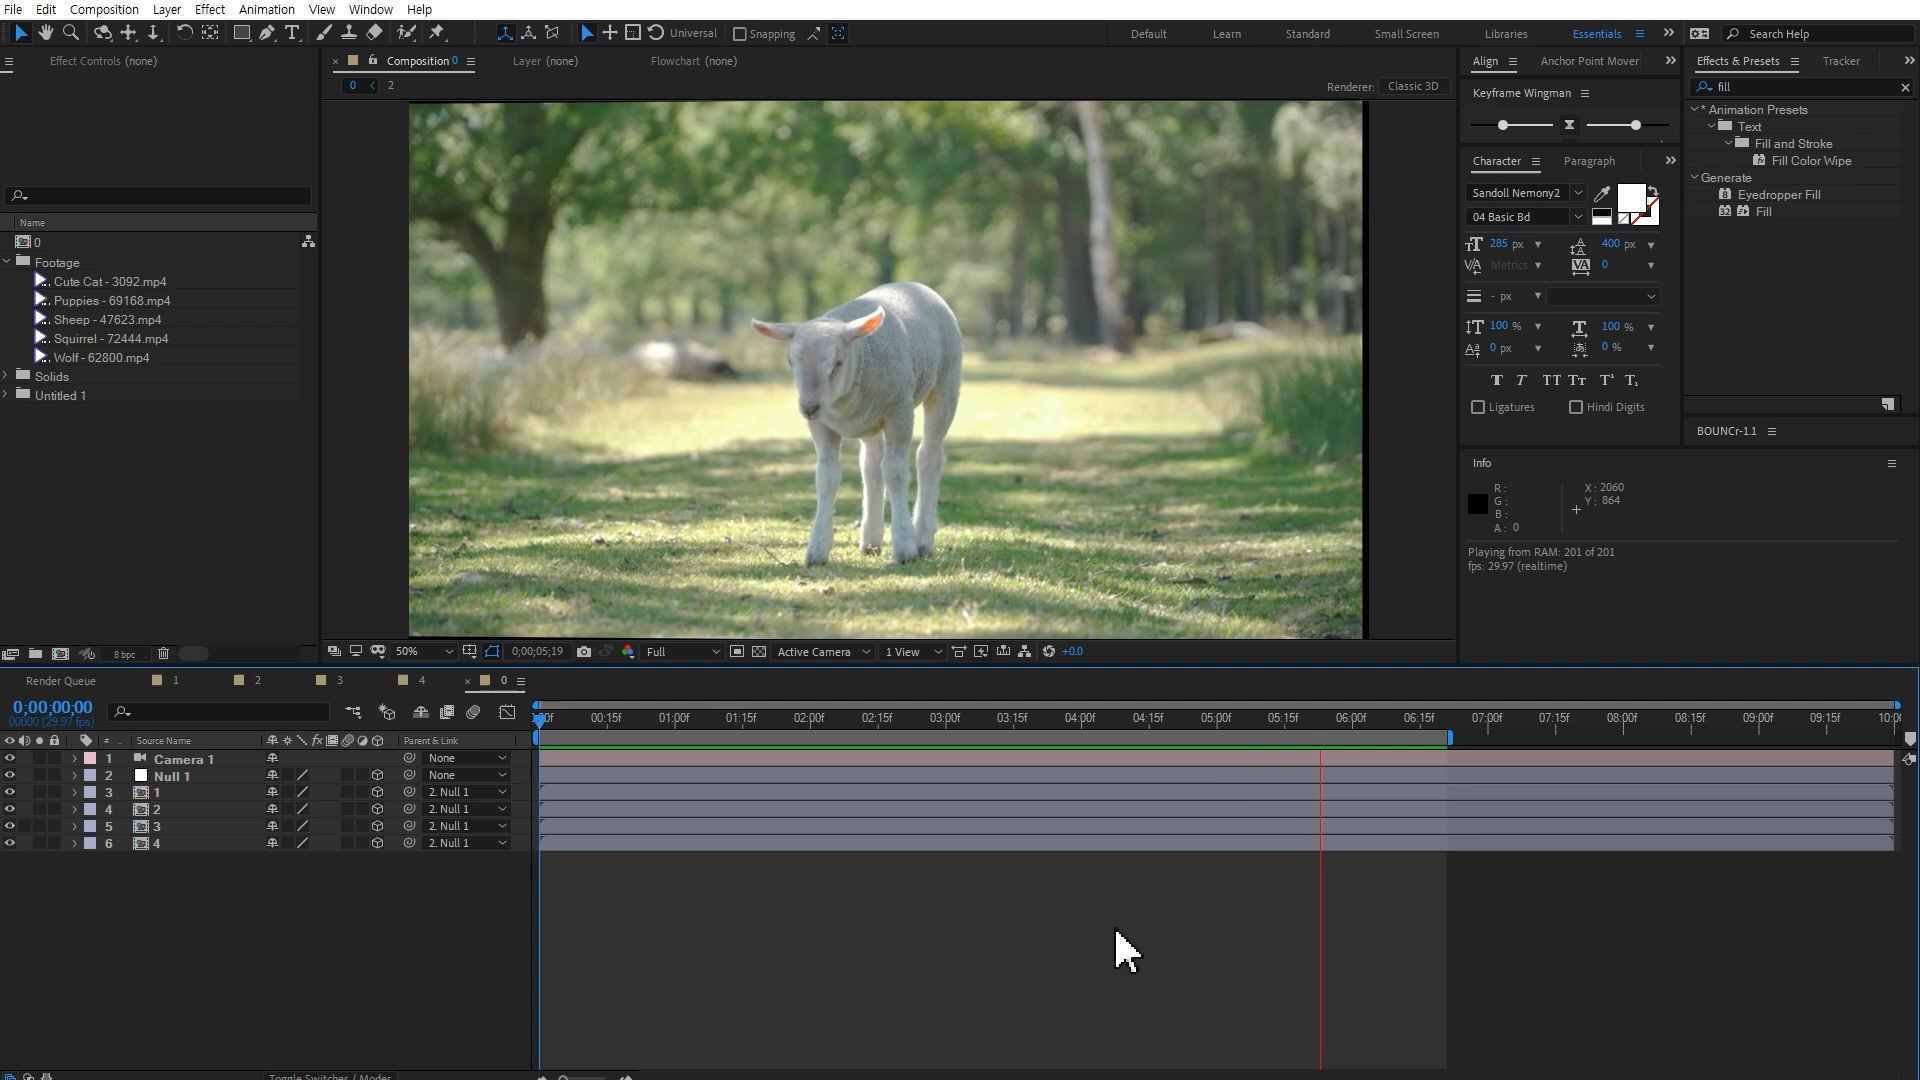 File Edit Composition Layer Effect Animation View Window Help
Universal Snapping Default Learn Standard Small Screen Libraries Essentials Search Help
Effect Controls (none)
Composition 0 Layer (none) Flowchart (none)
0 2 Renderer: Classic 3D
Align Anchor Point Mover
Keyframe Wingman
Character Paragraph
Sandoll Nemony2
04 Basic Bd
285 px 400 px
Metrics 0
- px
100 % 100 %
0 px 0 %
Ligatures Hindi Digits
Effects & Presets Tracker
fill
* Animation Presets
Text
Fill and Stroke
Fill Color Wipe
Generate
Eyedropper Fill
Fill
BOUNCr-1.1
Info
R :
G :
B :
A : 0
X : 2060
Y : 864
Playing from RAM: 201 of 201
fps: 29.97 (realtime)
Name
0
Footage
Cute Cat - 3092.mp4
Puppies - 69168.mp4
Sheep - 47623.mp4
Squirrel - 72444.mp4
Wolf - 62800.mp4
Solids
Untitled 1
8 bpc
50% 0;00;05;19 Full Active Camera 1 View +0.0
Render Queue 1 2 3 4 0
0;00;00;00
00000 (29.97 fps)
00:15f 01:00f 01:15f 02:00f 02:15f 03:00f 03:15f 04:00f 04:15f 05:00f 05:15f 06:00f 06:15f 07:00f 07:15f 08:00f 08:15f 09:00f 09:15f
# Source Name Parent & Link
1 Camera 1 None
2 Null 1 None
3 1 2. Null 1
4 2 2. Null 1
5 3 2. Null 1
6 4 2. Null 1
Toggle Switches / Modes